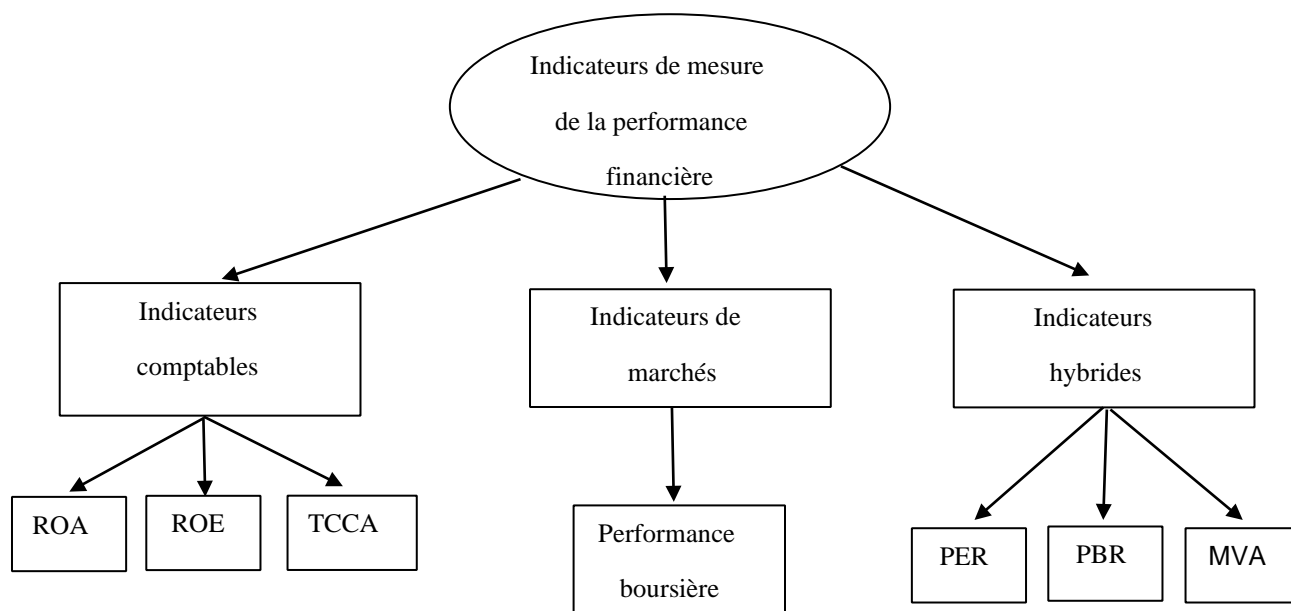 Indicateurs de mesure
de la performance
financière
Indicateurs
comptables
Indicateurs de
marchés
Indicateurs
hybrides
ROA
ROE
TCCA
Performance
boursière
PER
PBR
MVA